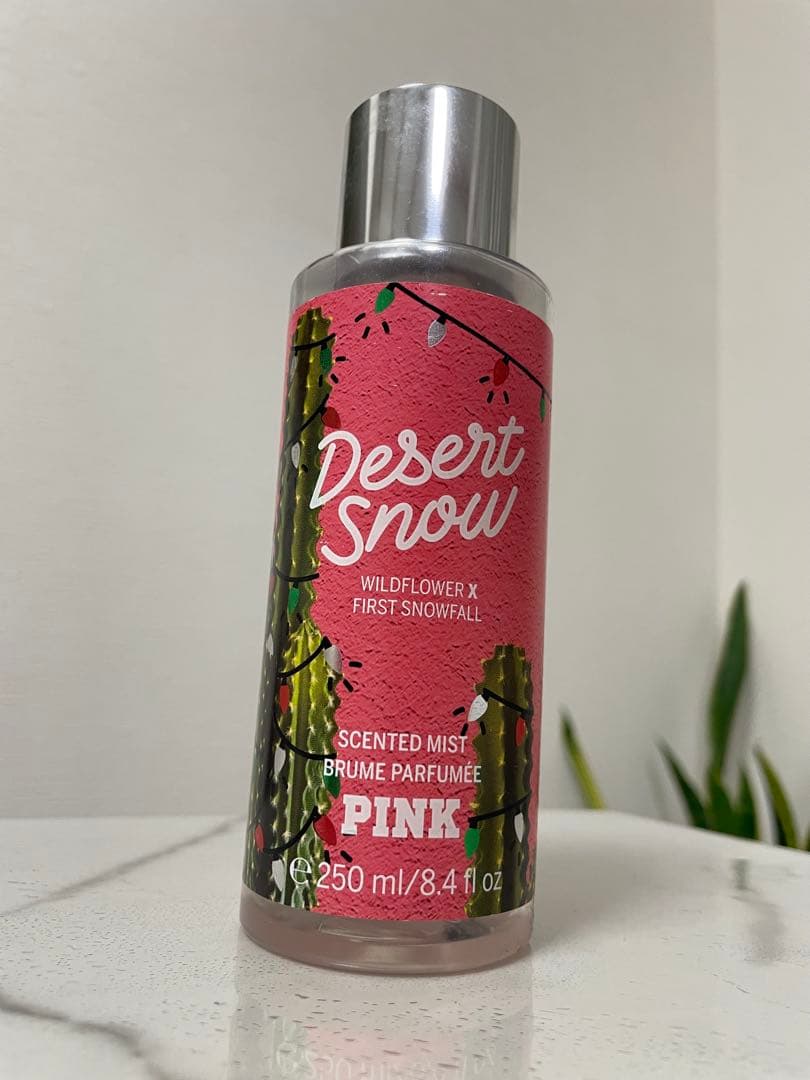 Desert
Snow
WILDFLOWER X
FIRST SNOWFALL
SCENTED MIST
BRUME PARFUMÉE
PINK
℮ 250 ml/8.4 fl oz